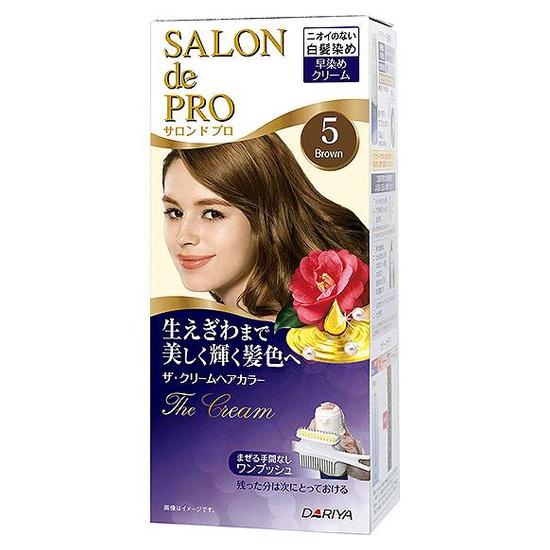 SALON
de
PRO
サロンドプロ
ニオイのない
白髪染め
早染め
クリーム
5
Brown
生えぎわまで
美しく輝く髪色へ
ザ・クリームヘアカラー
The Cream
まぜる手間なし
ワンプッシュ
残った分は次にとっておける
画像はイメージです。
DARIYA